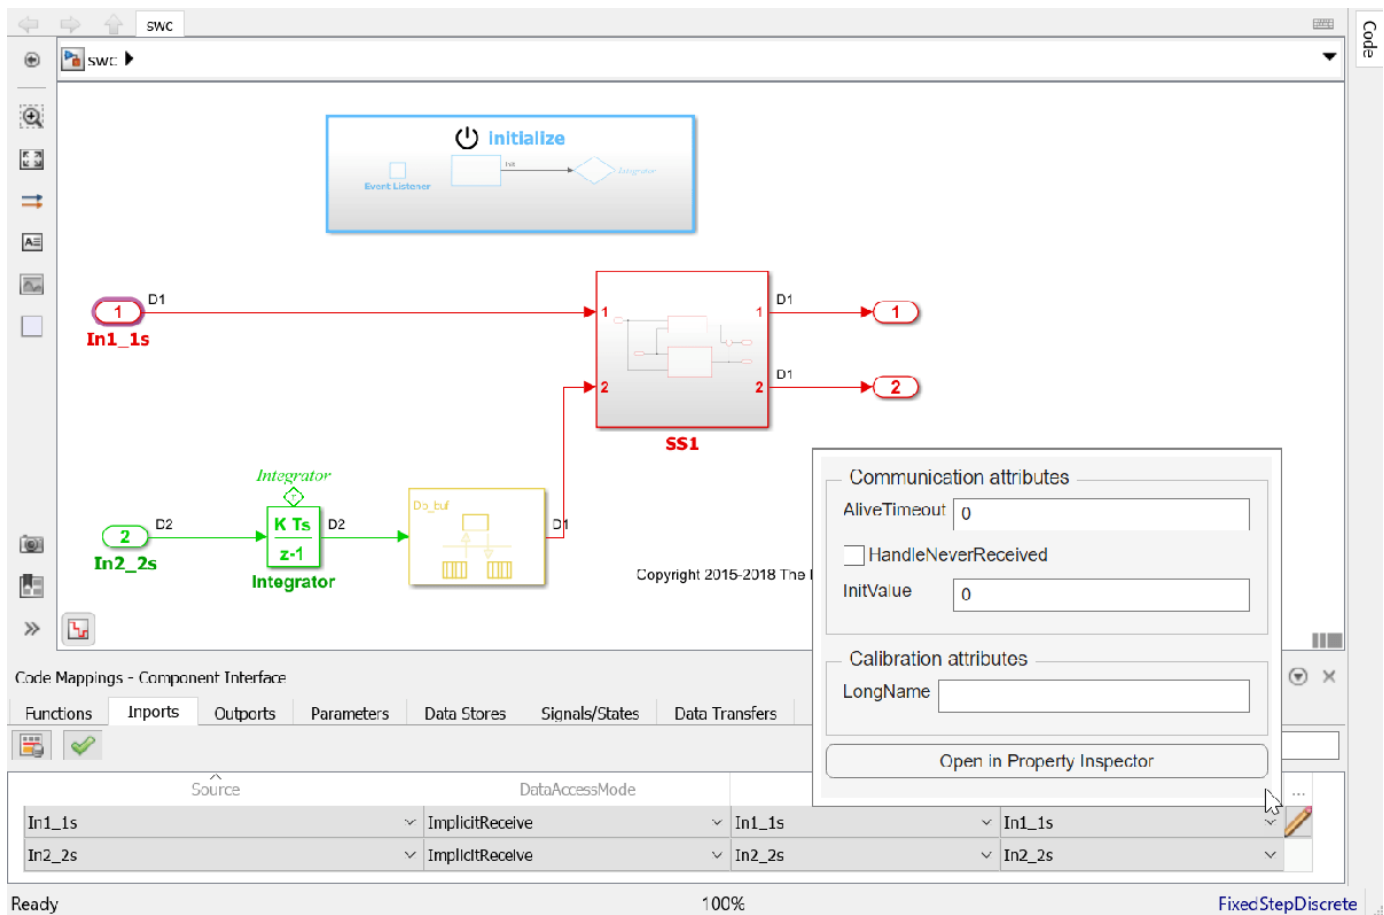 swc
Code
swc
initialize
Event Listener
Init
Integrator
D1
1
In1_1s
1
2
1
2
D1
1
D1
2
SS1
Integrator
D2
2
In2_2s
K Ts
z-1
Integrator
D2
Db_buf
D1
Copyright 2015-2018 The
Communication attributes
AliveTimeout 0
HandleNeverReceived
InitValue 0
Calibration attributes
LongName
Open in Property Inspector
Code Mappings - Component Interface
Functions Inports Outports Parameters Data Stores Signals/States Data Transfers
Source DataAccessMode ...
In1_1s ImplicitReceive In1_1s In1_1s
In2_2s ImplicitReceive In2_2s In2_2s
Ready 100% FixedStepDiscrete